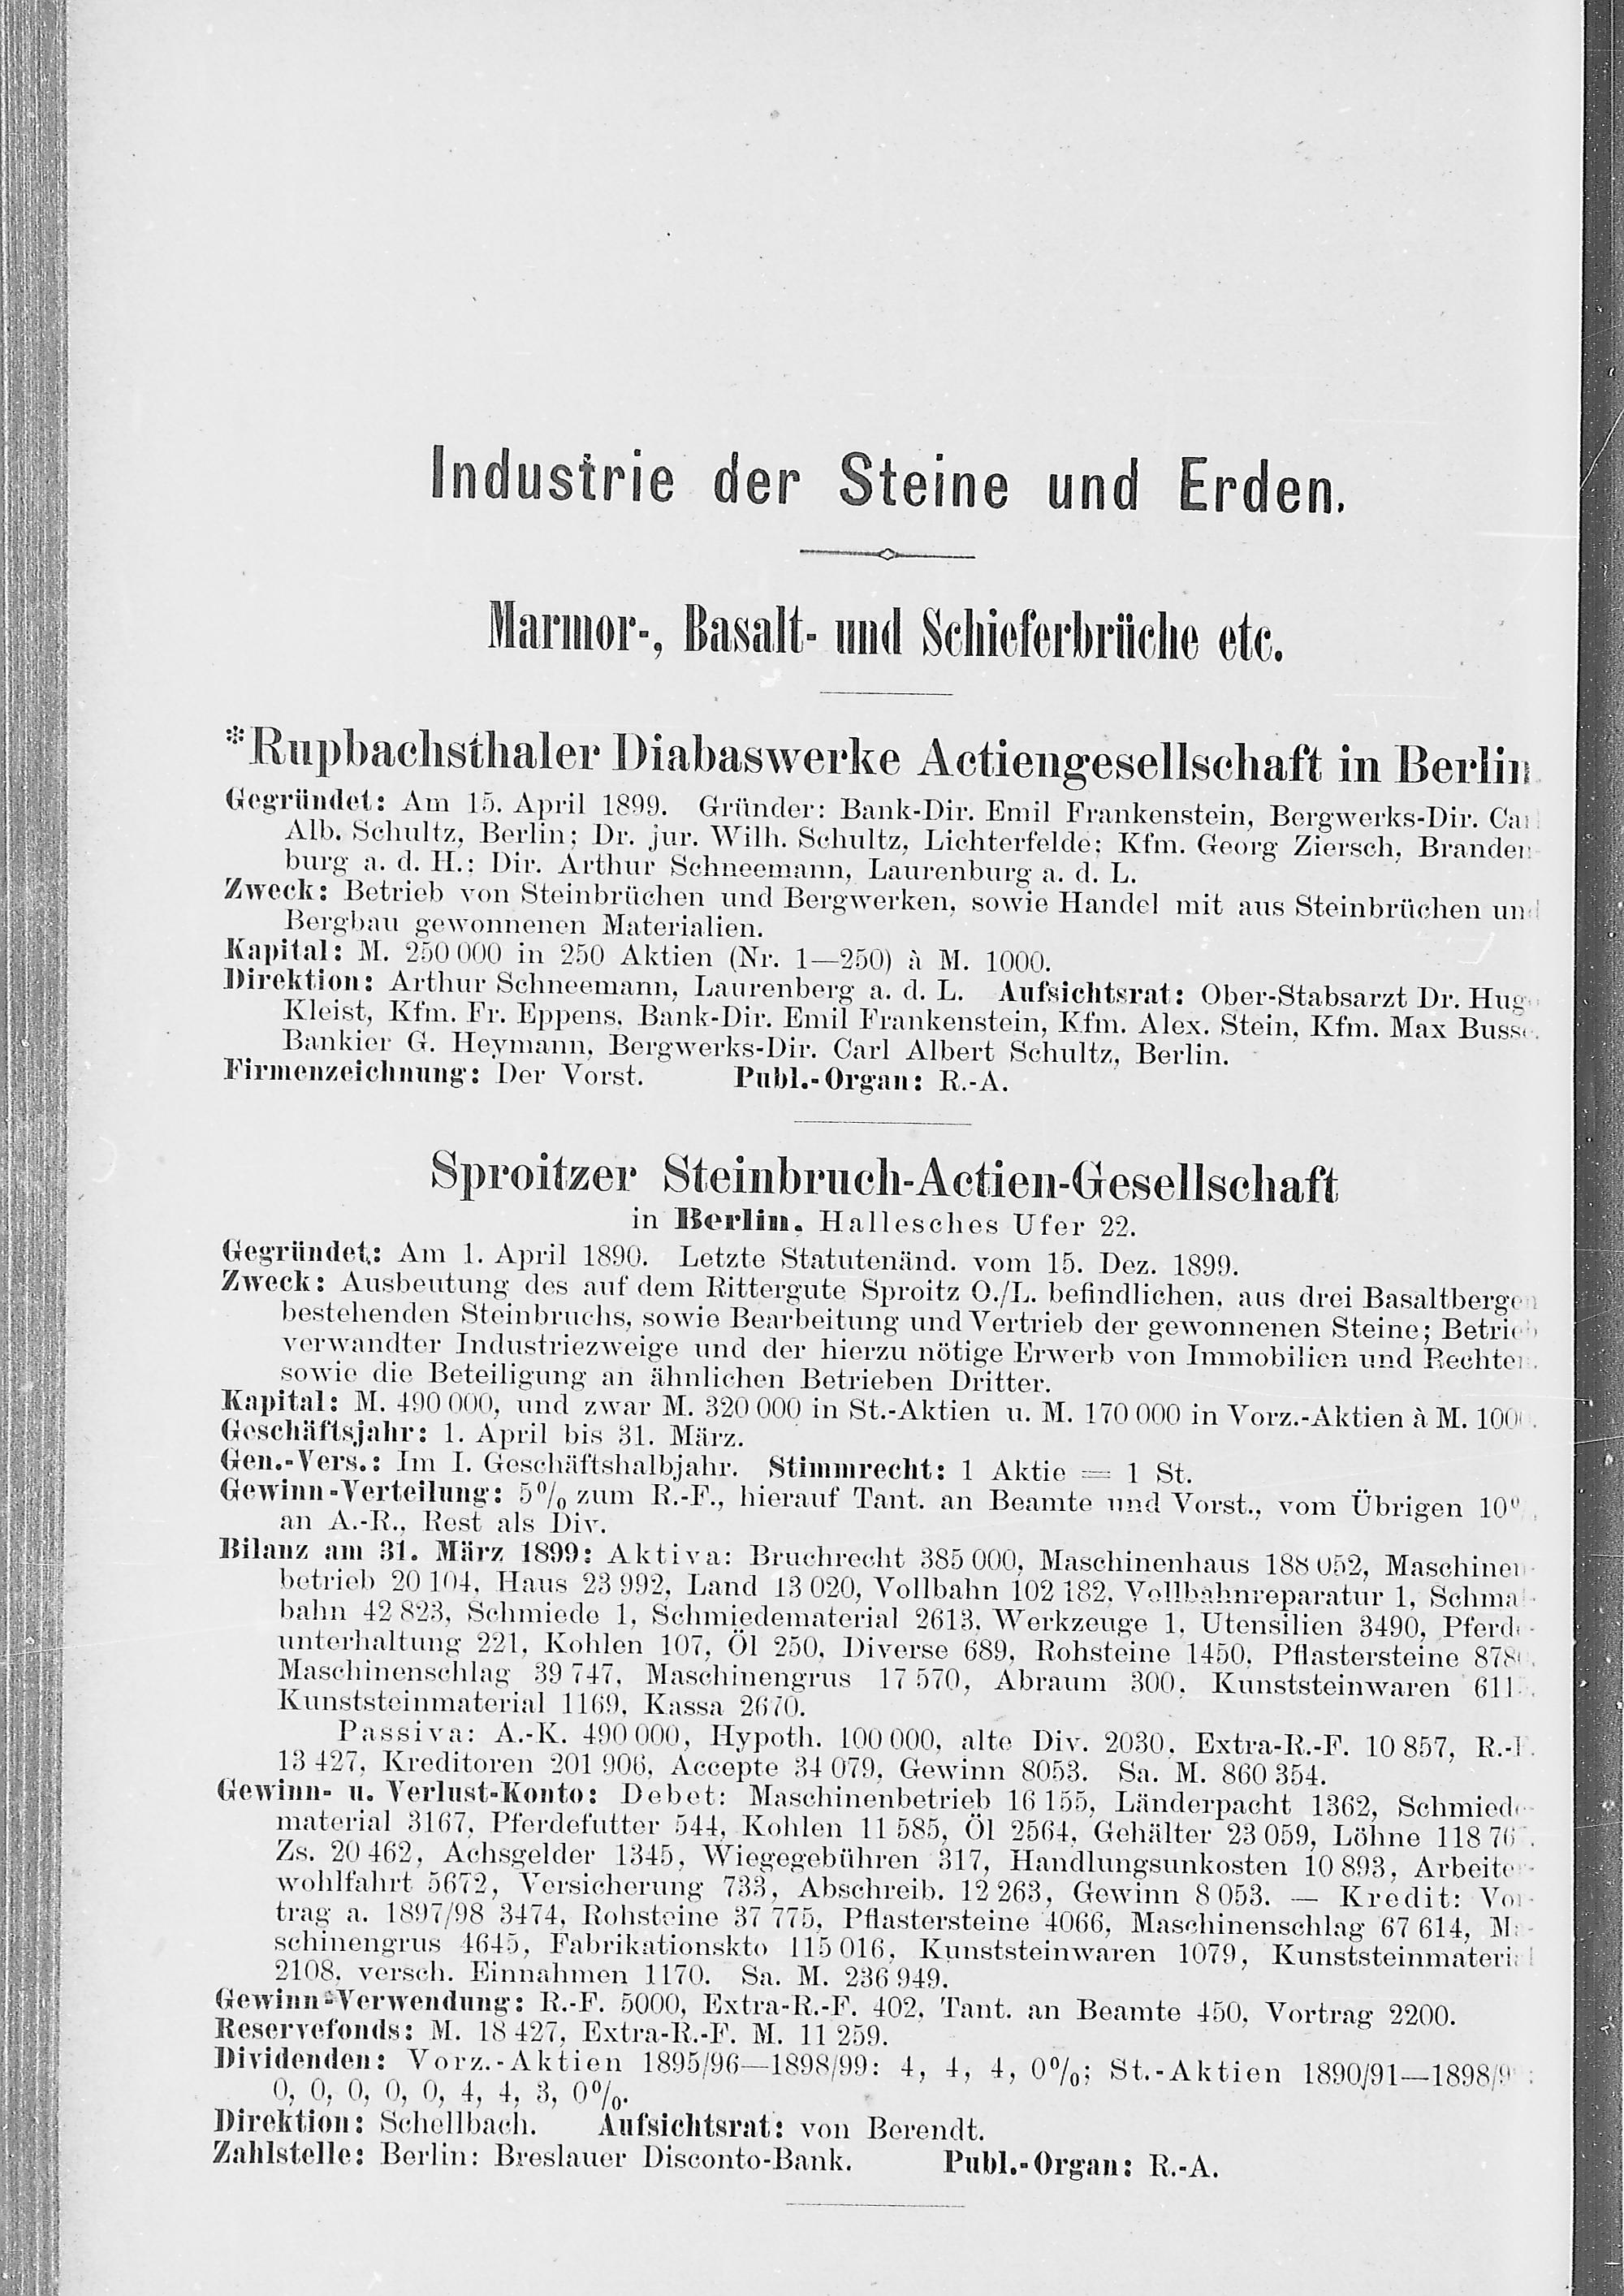 Industrie der Steine und Erden.
Marmor-, Basalt- und Schieferbrüche etc.
*Rupbachsthaler Diabaswerke Actiengesellschaft in Berlin
Gegründet: Am 15. April 1899. Gründer: Bank-Dir. Emil Frankenstein, Bergwerks-Dir. Carl
Alb. Schultz, Berlin; Dr. jur. Wilh. Schultz, Lichterfelde; Kfm. Georg Ziersch, Branden-
burg a. d. H.; Dir. Arthur Schneemann, Laurenburg a. d. L.
Zweck: Betrieb von Steinbrüchen und Bergwerken, sowie Handel mit aus Steinbrüchen und
Bergbau gewonnenen Materialien.
Kapital: M. 250 000 in 250 Aktien (Nr. 1—250) à M. 1000.
Direktion: Arthur Schneemann, Laurenberg a. d. L. Aufsichtsrat: Ober-Stabsarzt Dr. Hugo
Kleist, Kfm. Fr. Eppens, Bank-Dir. Emil Frankenstein, Kfm. Alex. Stein, Kfm. Max Busse.
Bankier G. Heymann, Bergwerks-Dir. Carl Albert Schultz, Berlin.
Firmenzeichnung: Der Vorst. Publ.-Organ: R.-A.
Sproitzer Steinbruch-Actien-Gesellschaft
in Berlin, Hallesches Ufer 22.
Gegründet: Am 1. April 1890. Letzte Statutenänd. vom 15. Dez. 1899.
Zweck: Ausbeutung des auf dem Rittergute Sproitz O./L. befindlichen, aus drei Basaltbergen
bestehenden Steinbruchs, sowie Bearbeitung und Vertrieb der gewonnenen Steine; Betrieb
verwandter Industriezweige und der hierzu nötige Erwerb von Immobilien und Rechten,
sowie die Beteiligung an ähnlichen Betrieben Dritter.
Kapital: M. 490 000, und zwar M. 320 000 in St.-Aktien u. M. 170 000 in Vorz.-Aktien à M. 1000.
Geschäftsjahr: 1. April bis 31. März.
Gen.-Vers.: Im I. Geschäftshalbjahr. Stimmrecht: 1 Aktie = 1 St.
Gewinn-Verteilung: 5% zum R.-F., hierauf Tant. an Beamte und Vorst., vom Übrigen 10%
an A.-R., Rest als Div.
Bilanz am 31. März 1899: Aktiva: Bruchrecht 385 000, Maschinenhaus 188 052, Maschinen-
betrieb 20 104, Haus 23 992, Land 13 020, Vollbahn 102 182, Vollbahnreparatur 1, Schmal-
bahn 42 823, Schmiede 1, Schmiedematerial 2613, Werkzeuge 1, Utensilien 3490, Pferde-
unterhaltung 221, Kohlen 107, Öl 250, Diverse 689, Rohsteine 1450, Pflastersteine
Maschinenschlag 39 747, Maschinengrus 17 570, Abraum 300, Kunststeinwaren
Kunststeinmaterial 1169, Kassa 2670.
Passiva: A.-K. 490 000, Hypoth. 100 000, alte Div. 2030, Extra-R.-F. 10 857, R.-F.
13 427, Kreditoren 201 906, Accepte 34 079, Gewinn 8053. Sa. M. 860 354.
Gewinn- u. Verlust-Konto: Debet: Maschinenbetrieb 16 155, Länderpacht 1362, Schmiede-
material 3167, Pferdefutter 544, Kohlen 11 585, Öl 2564, Gehälter 23 059, Löhne
Zs. 20 462, Achsgelder 1345, Wiegegebühren 317, Handlungsunkosten 10 893, Arbeiter-
wohlfahrt 5672, Versicherung 733, Abschreib. 12 263, Gewinn 8 053. — Kredit: Vor-
trag a. 1897/98 3474, Rohsteine 37 775, Pflastersteine 4066, Maschinenschlag 67 614, Ma-
schinengrus 4645, Fabrikationskto 115 016, Kunststeinwaren 1079, Kunststeinmaterial
2108, versch. Einnahmen 1170. Sa. M. 236 949.
Gewinn-Verwendung: R.-F. 5000, Extra-R.-F. 402, Tant. an Beamte 450, Vortrag 2200.
Reservefonds: M. 18 427, Extra-R.-F. M. 11 259.
Dividenden: Vorz.-Aktien 1895/96—1898/99: 4, 4, 4, 0%; St.-Aktien 1890/91—1898/99:
0, 0, 0, 0, 0, 4, 4, 3, 0%.
Direktion: Schellbach. Aufsichtsrat: von Berendt.
Zahlstelle: Berlin: Breslauer Disconto-Bank. Publ.-Organ: R.-A.